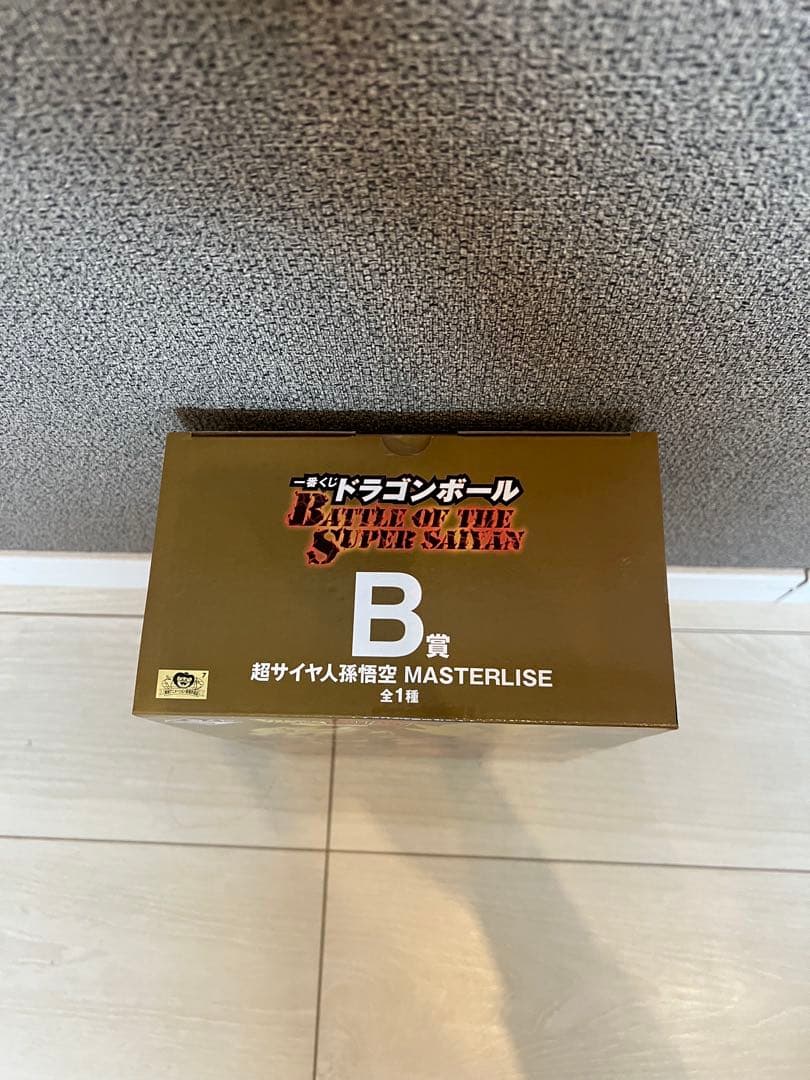 一番くじ ドラゴンボール
BATTLE OF THE
SUPER SAIYAN
B賞
超サイヤ人孫悟空 MASTERLISE
全1種
7